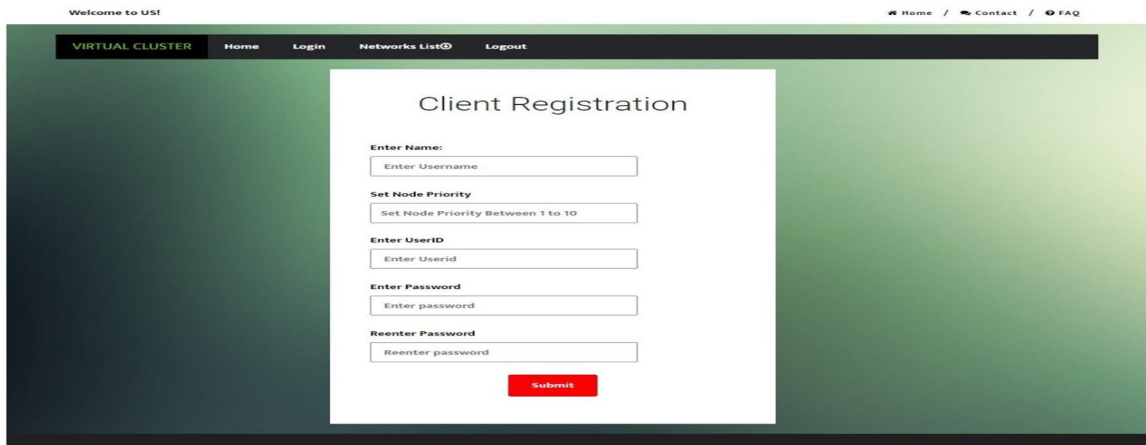 Welcome to US!
Home / Contact / FAQ
VIRTUAL CLUSTER Home Login Networks List Logout
Client Registration
Enter Name:
Enter Username
Set Node Priority
Set Node Priority Between 1 to 10
Enter UserID
Enter Userid
Enter Password
Enter password
Reenter Password
Reenter password
Submit